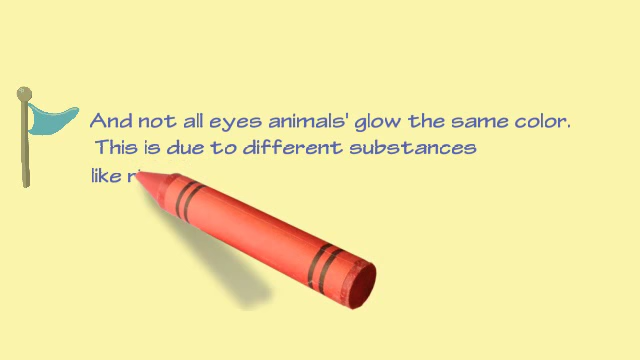 And not all eyes animals' glow the same color.
This is due to different substances
like